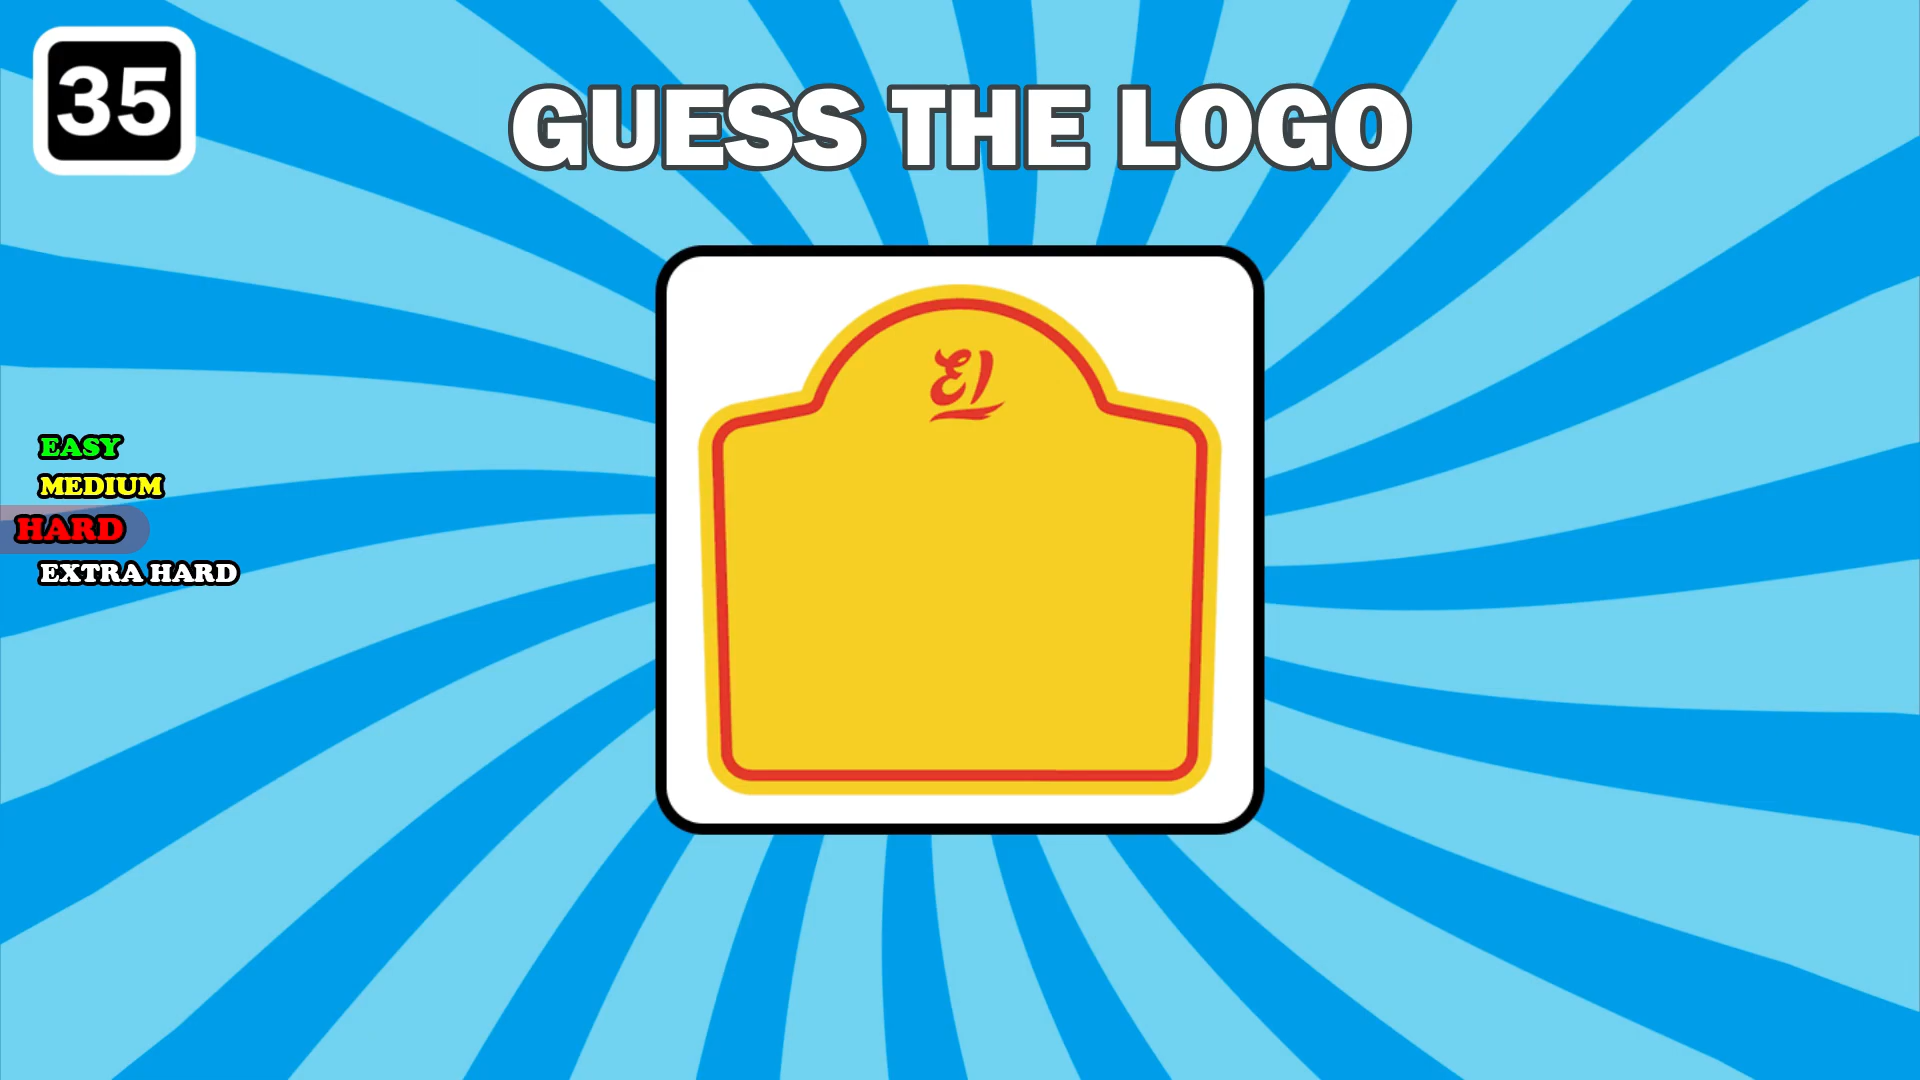 35
GUESS THE LOGO
El
EASY
MEDIUM
HARD
EXTRA HARD